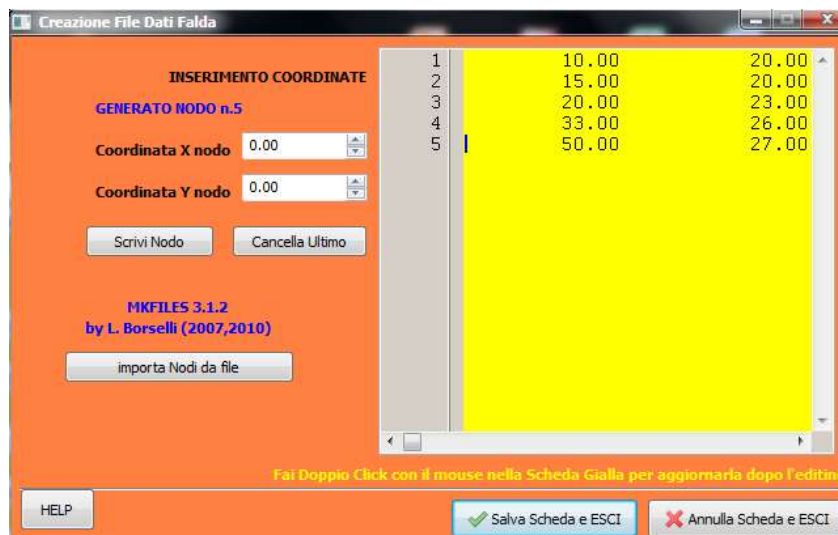 Creazione File Dati Falda
INSERIMENTO COORDINATE
GENERATO NODO n.5
Coordinata X nodo 0.00
Coordinata Y nodo 0.00
Scrivi Nodo Cancella Ultimo
MKFILES 3.1.2
by L. Borselli (2007,2010)
importa Nodi da file
1 10.00 20.00
2 15.00 20.00
3 20.00 23.00
4 33.00 26.00
5 50.00 27.00
Fai Doppio Click con il mouse nella Scheda Gialla per aggiornarla dopo l'editin
HELP Salva Scheda e ESCI Annulla Scheda e ESCI